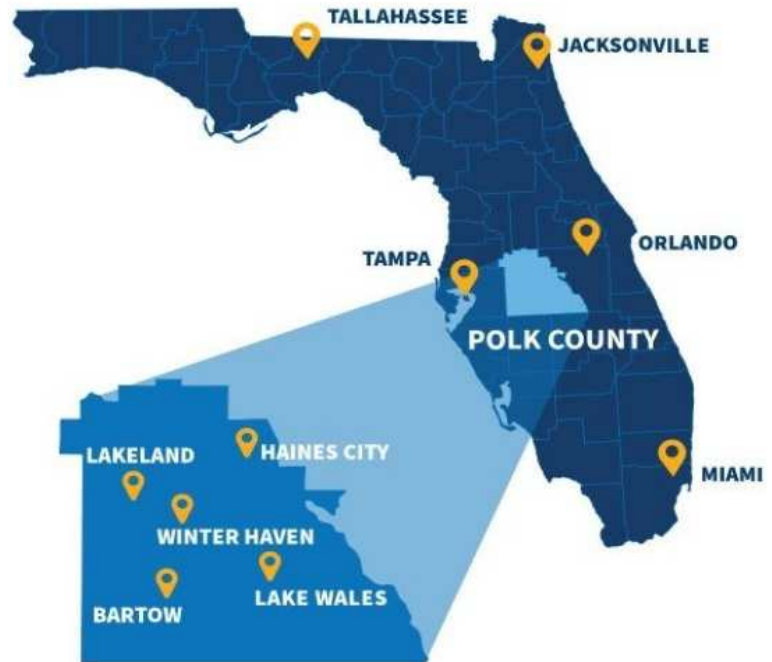 TALLAHASSEE
JACKSONVILLE
ORLANDO
TAMPA
POLK COUNTY
HAINES CITY
LAKELAND
MIAMI
WINTER HAVEN
LAKE WALES
BARTOW